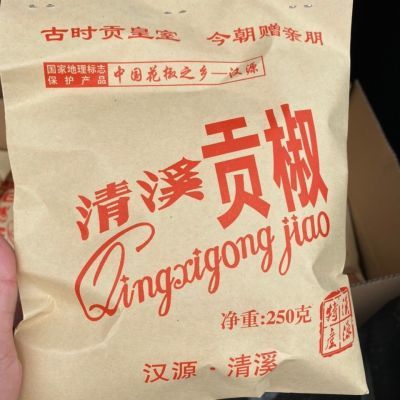 古时贡皇室 今朝赠亲朋
国家地理标志
保护产品
中国花椒之乡—汉源
清溪贡椒
Qingxigong jiao
净重:250克
汉源·清溪